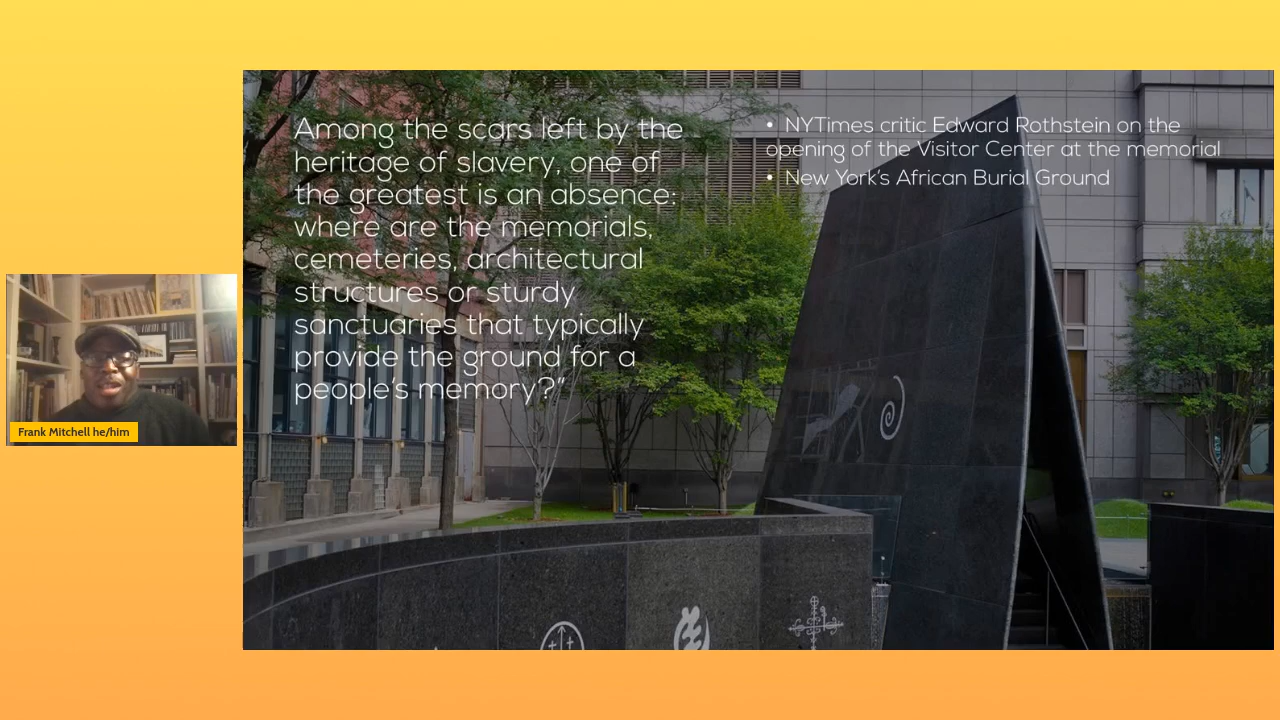 Among the scars left by the
heritage of slavery, one of
the greatest is an absence:
where are the memorials,
cemeteries, architectural
structures or sturdy
sanctuaries that typically
provide the ground for a
people's memory?"
• NYTimes critic Edward Rothstein on the
opening of the Visitor Center at the memorial
• New York's African Burial Ground
Frank Mitchell he/him